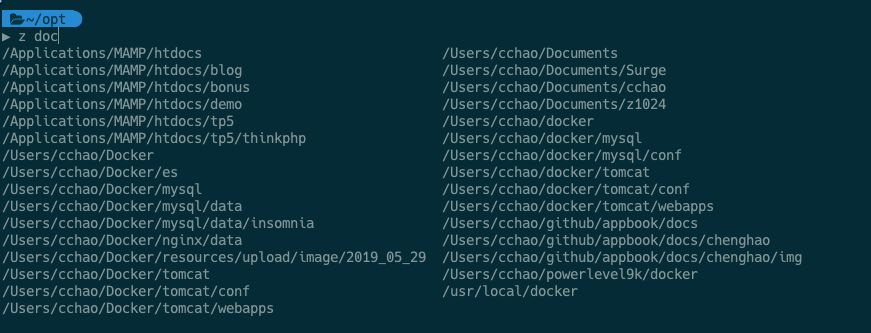 ~/opt
▶ z doc
/Applications/MAMP/htdocs /Users/cchao/Documents
/Applications/MAMP/htdocs/blog /Users/cchao/Documents/Surge
/Applications/MAMP/htdocs/bonus /Users/cchao/Documents/cchao
/Applications/MAMP/htdocs/demo /Users/cchao/Documents/z1024
/Applications/MAMP/htdocs/tp5 /Users/cchao/docker
/Applications/MAMP/htdocs/tp5/thinkphp /Users/cchao/docker/mysql
/Users/cchao/Docker /Users/cchao/docker/mysql/conf
/Users/cchao/Docker/es /Users/cchao/docker/tomcat
/Users/cchao/Docker/mysql /Users/cchao/docker/tomcat/conf
/Users/cchao/Docker/mysql/data /Users/cchao/docker/tomcat/webapps
/Users/cchao/Docker/mysql/data/insomnia /Users/cchao/github/appbook/docs
/Users/cchao/Docker/nginx/data /Users/cchao/github/appbook/docs/chenghao
/Users/cchao/Docker/resources/upload/image/2019_05_29 /Users/cchao/github/appbook/docs/chenghao/img
/Users/cchao/Docker/tomcat /Users/cchao/powerlevel9k/docker
/Users/cchao/Docker/tomcat/conf /usr/local/docker
/Users/cchao/Docker/tomcat/webapps